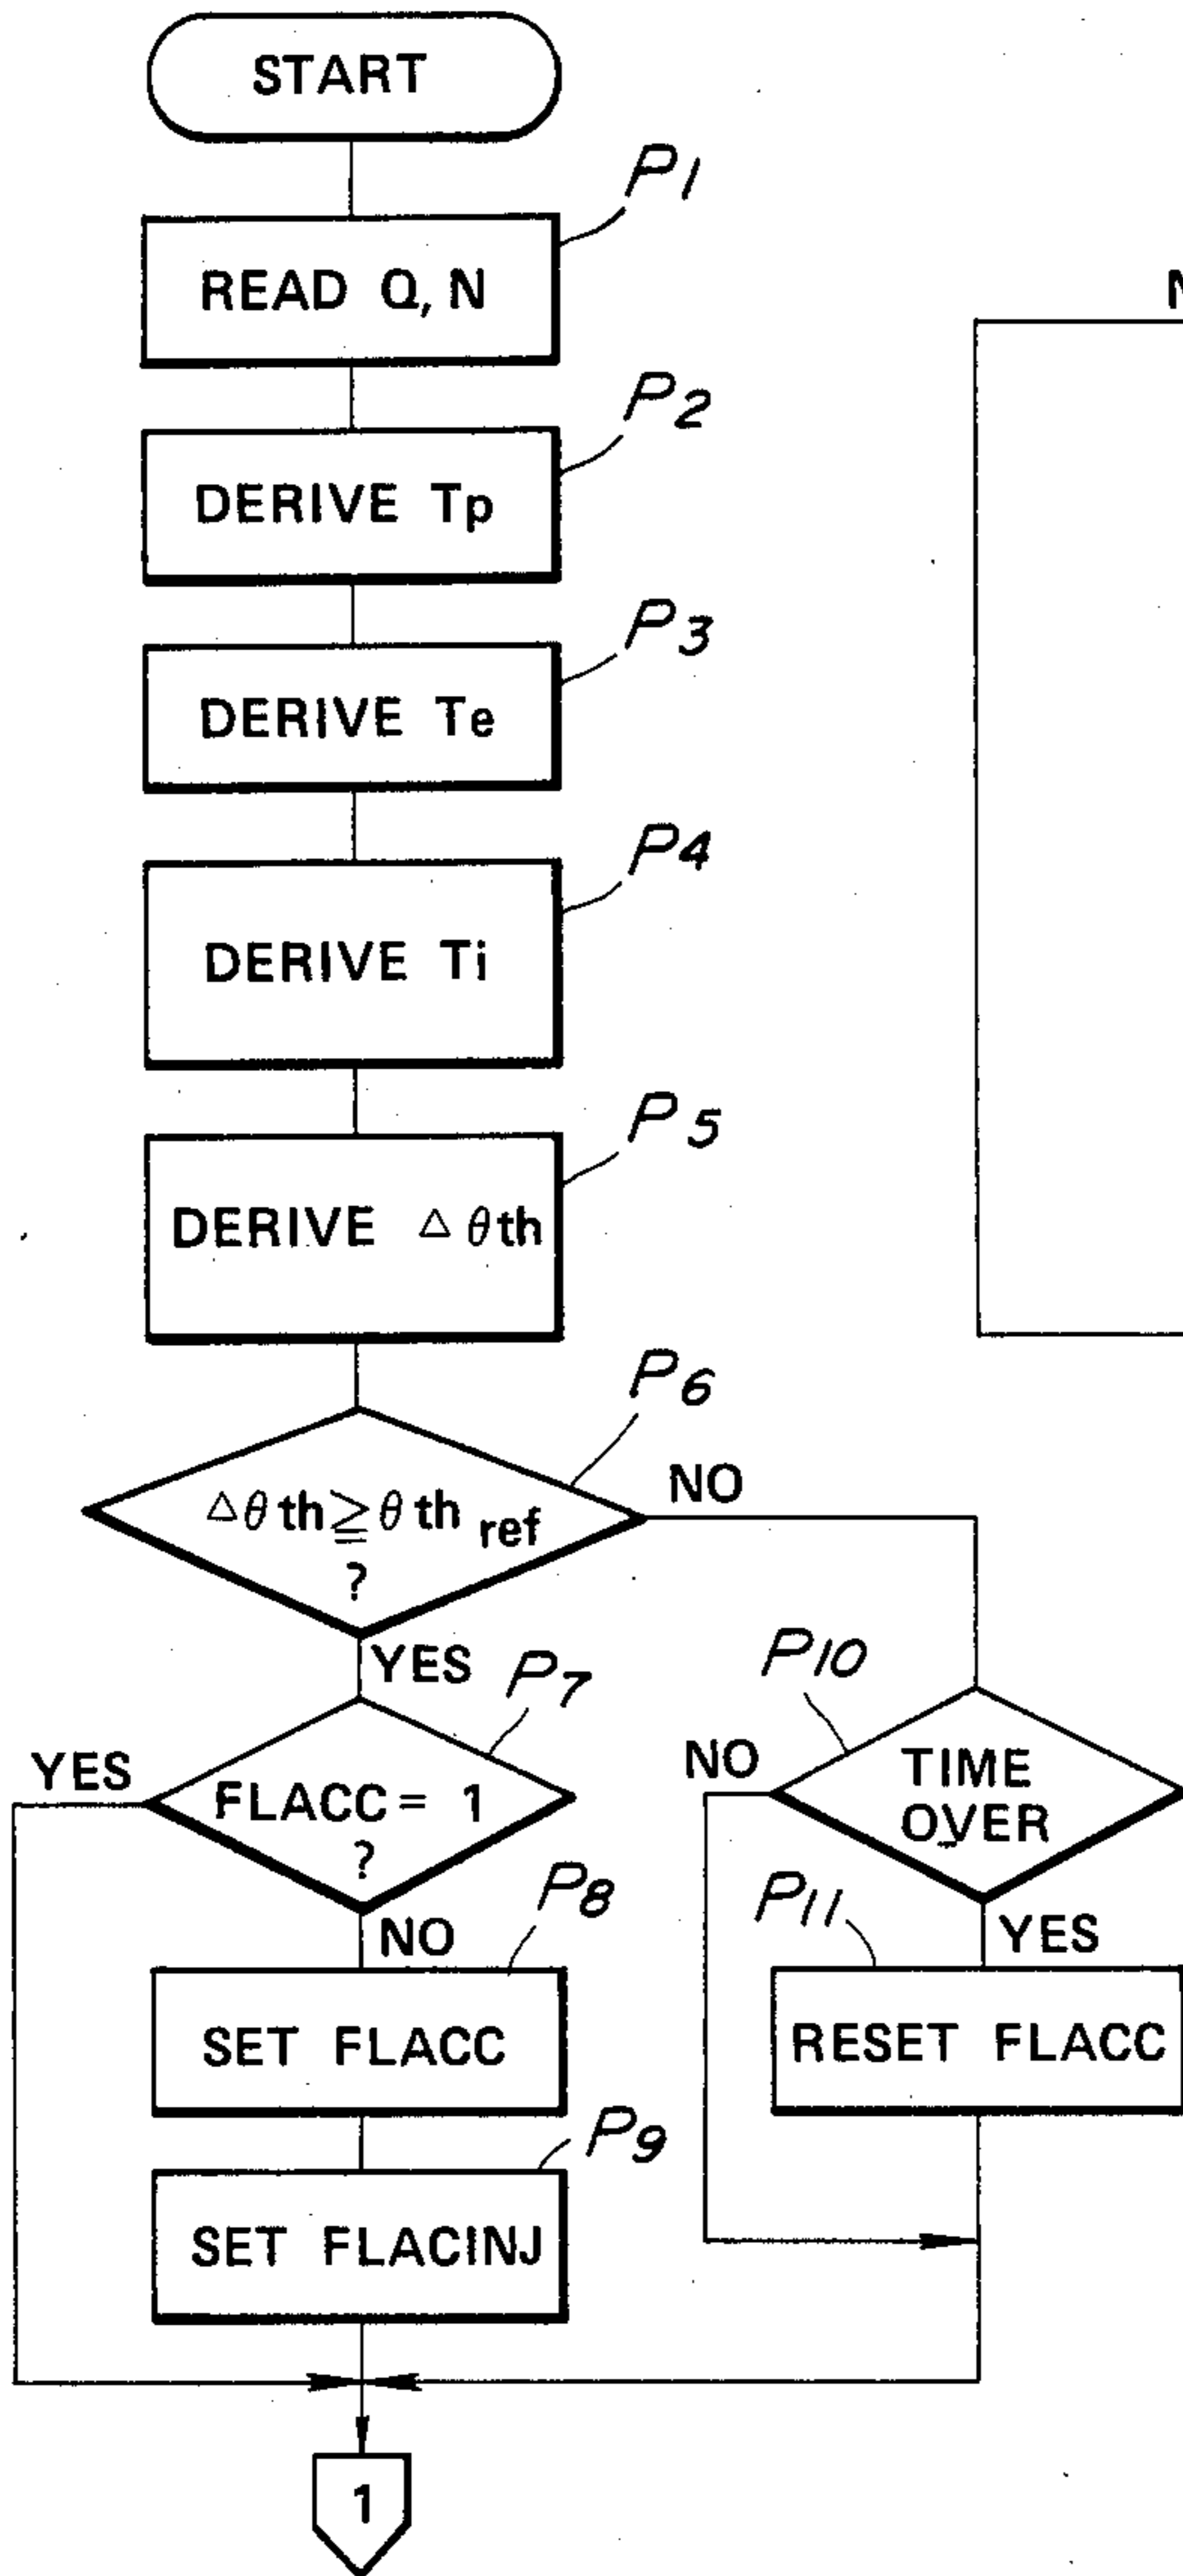 START
P1
READ Q, N
P2
DERIVE Tp
P3
DERIVE Te
P4
DERIVE Ti
P5
DERIVE △θth
P6
△θth≧θth ref
?
NO
YES
P7
YES
FLACC = 1
?
NO
P8
SET FLACC
P9
SET FLACINJ
P10
NO
TIME
OVER
YES
P11
RESET FLACC
1